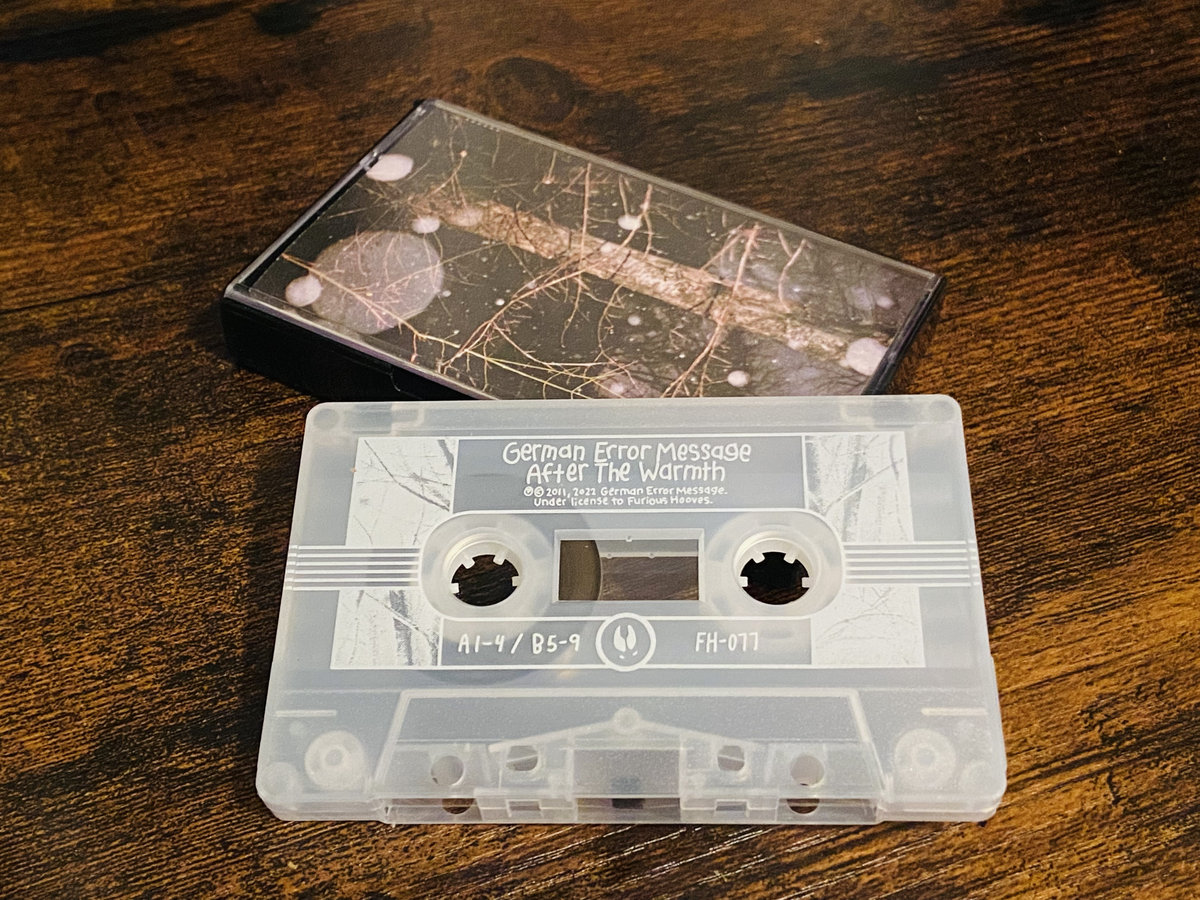 German Error Message
After The Warmth
℗© 2011, 2022 German Error Message.
Under license to Furious Hooves.
A1-4 / B5-9 FH-077